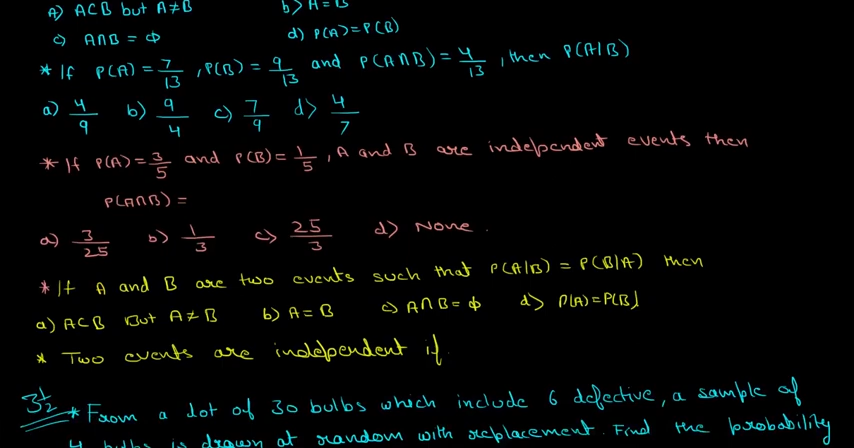 a) A⊂B but A≠B b) A=B
c) A∩B = ϕ d) P(A)=P(B)
* If P(A) = 7/13, P(B) = 9/13 and P(A∩B) = 4/13, then P(A/B)
a) 4/9 b) 9/4 c) 7/9 d) 4/7
* If P(A) = 3/5 and P(B) = 1/5, A and B are independent events then
P(A∩B) =
a) 3/25 b) 1/3 c) 25/3 d) None.
* If A and B are two events such that P(A/B) = P(B/A) then
a) A⊂B But A≠B b) A=B c) A∩B=ϕ d) P(A)=P(B)
* Two events are independent if.
3½ * From a lot of 30 bulbs which include 6 defective, a sample of
4 bulbs is drawn at random with replacement. Find the probability